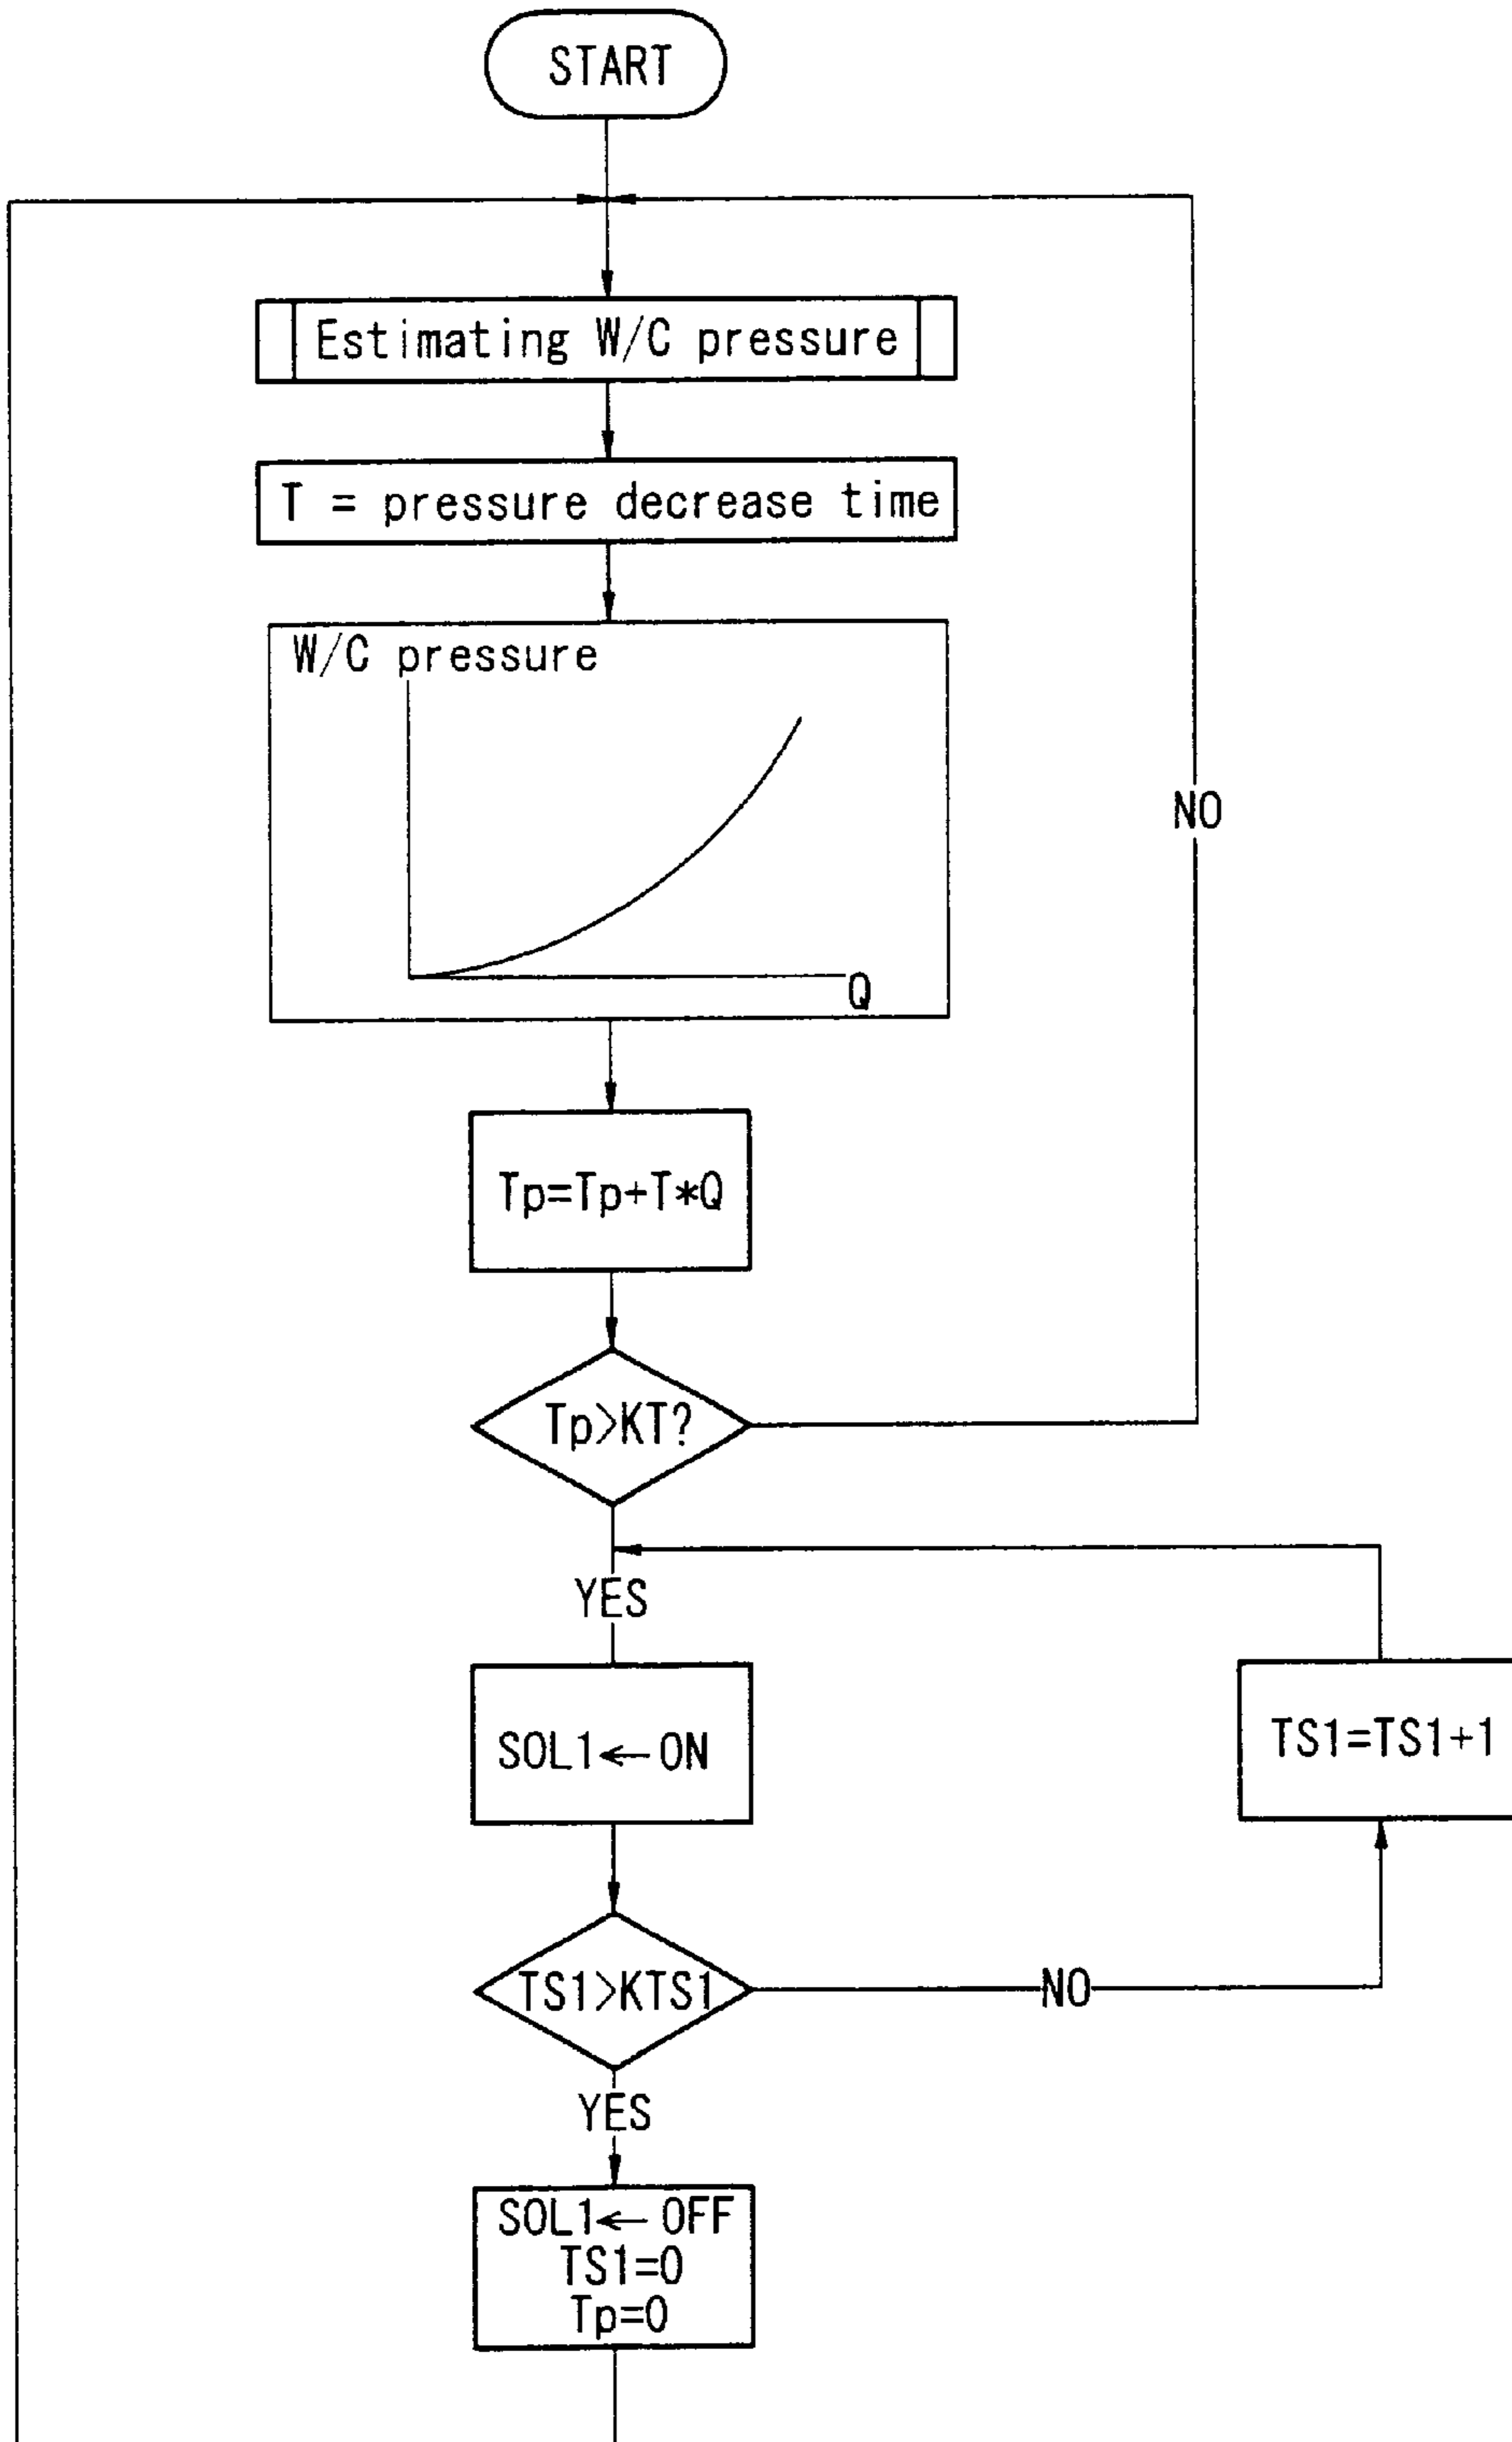 START
Estimating W/C pressure
T = pressure decrease time
W/C pressure
Q
Tp=Tp+T*Q
NO
Tp>KT?
YES
SOL1←ON
TS1=TS1+1
TS1>KTS1
NO
YES
SOL1←OFF
TS1=0
Tp=0